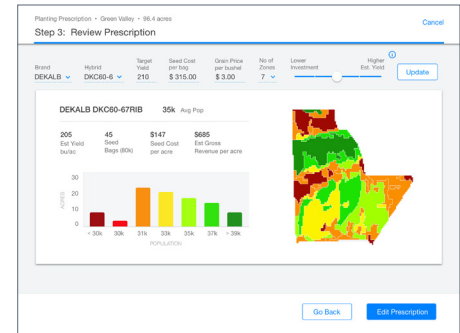 Planting Prescription • Green Valley • 96.4 acres
Cancel
Step 3: Review Prescription
Brand
DEKALB
Hybrid
DKC60-6
Target Yield
210
Seed Cost per bag
$ 315.00
Grain Price per bushel
$ 3.00
No of Zones
7
Lower Investment
Higher Est. Yield
Update
DEKALB DKC60-67RIB
35k Avg Pop
205
Est Yield
bu/ac
45
Seed
Bags (80k)
$147
Seed Cost
per acre
$685
Est Gross
Revenue per acre
ACRES
30
20
10
0
< 30k 30k 31k 33k 35k 37k > 39k
POPULATION
Go Back
Edit Prescription